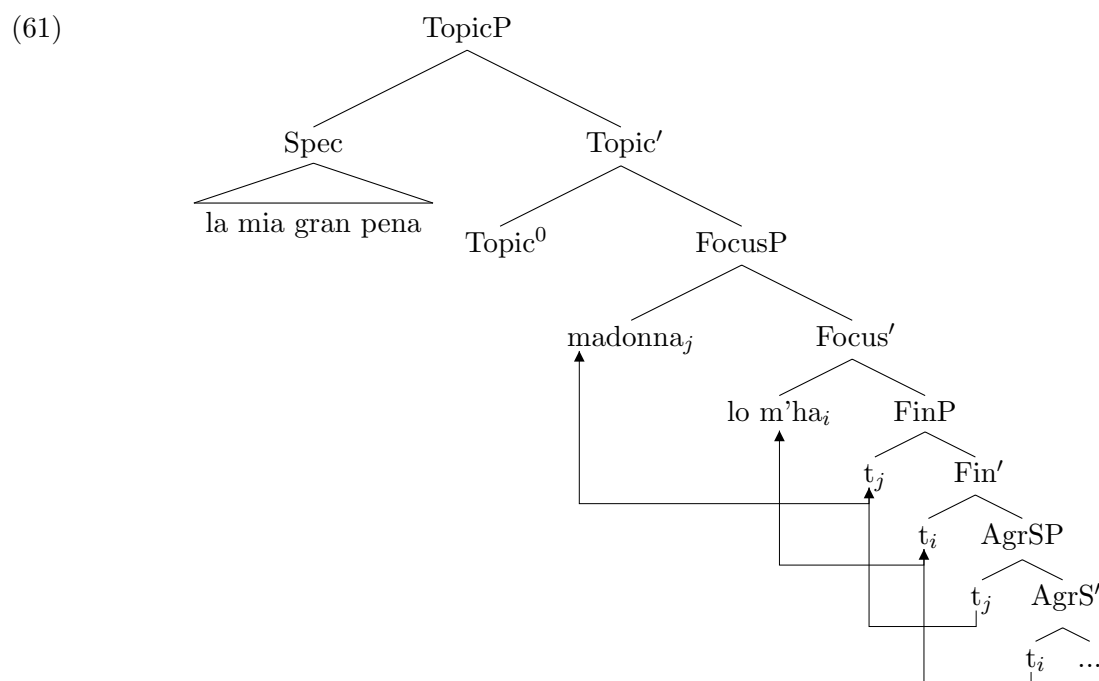 (61) TopicP
Spec Topic′
la mia gran pena Topic⁰ FocusP
madonnaⱼ Focus′
lo m'haᵢ FinP
tⱼ Fin′
tᵢ AgrSP
tⱼ AgrS′
tᵢ ...